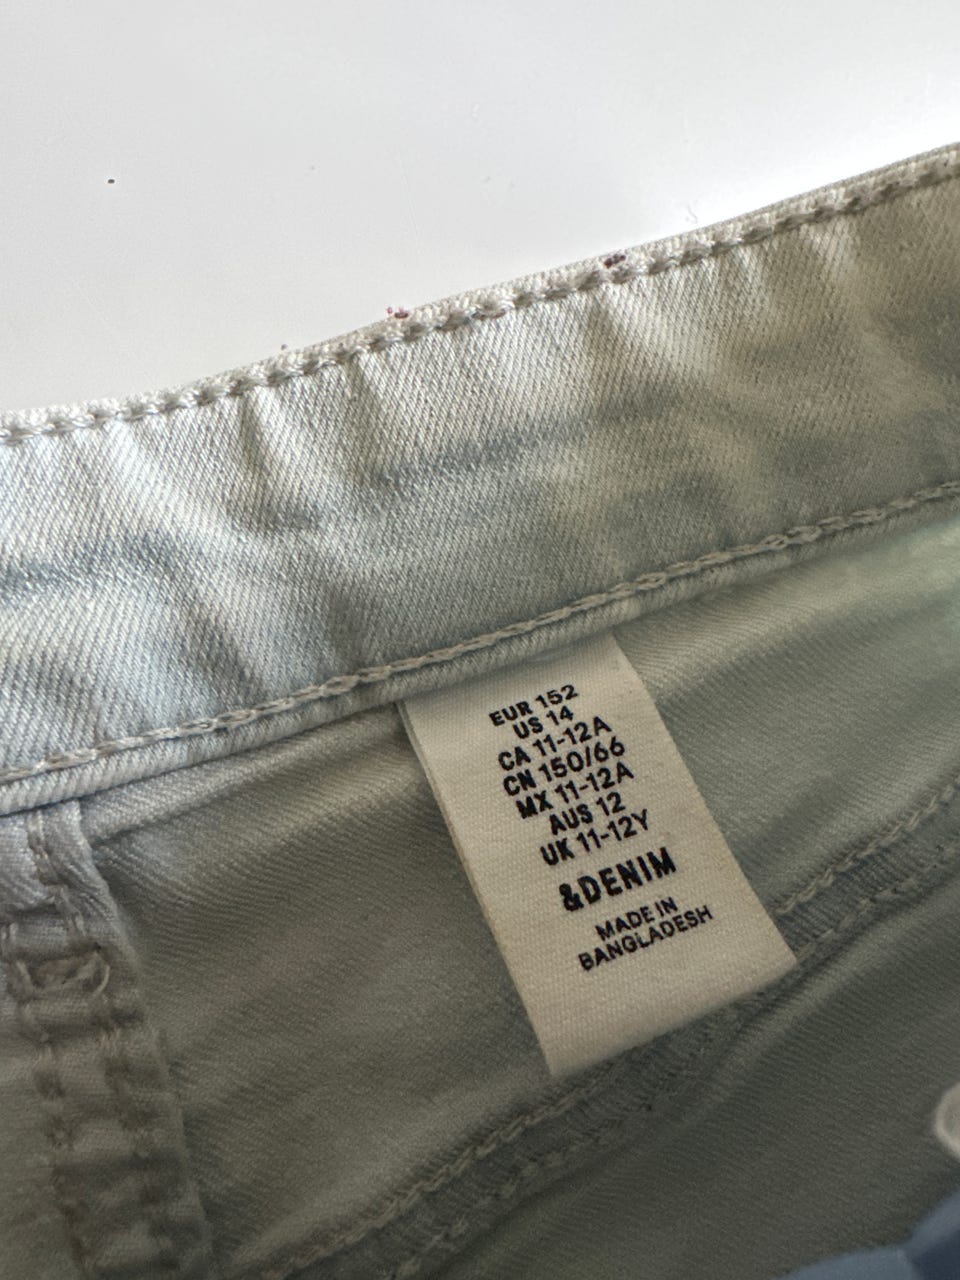 EUR 152
US 14
CA 11-12A
CN 150/66
MX 11-12A
AUS 12
UK 11-12Y
&DENIM
MADE IN
BANGLADESH